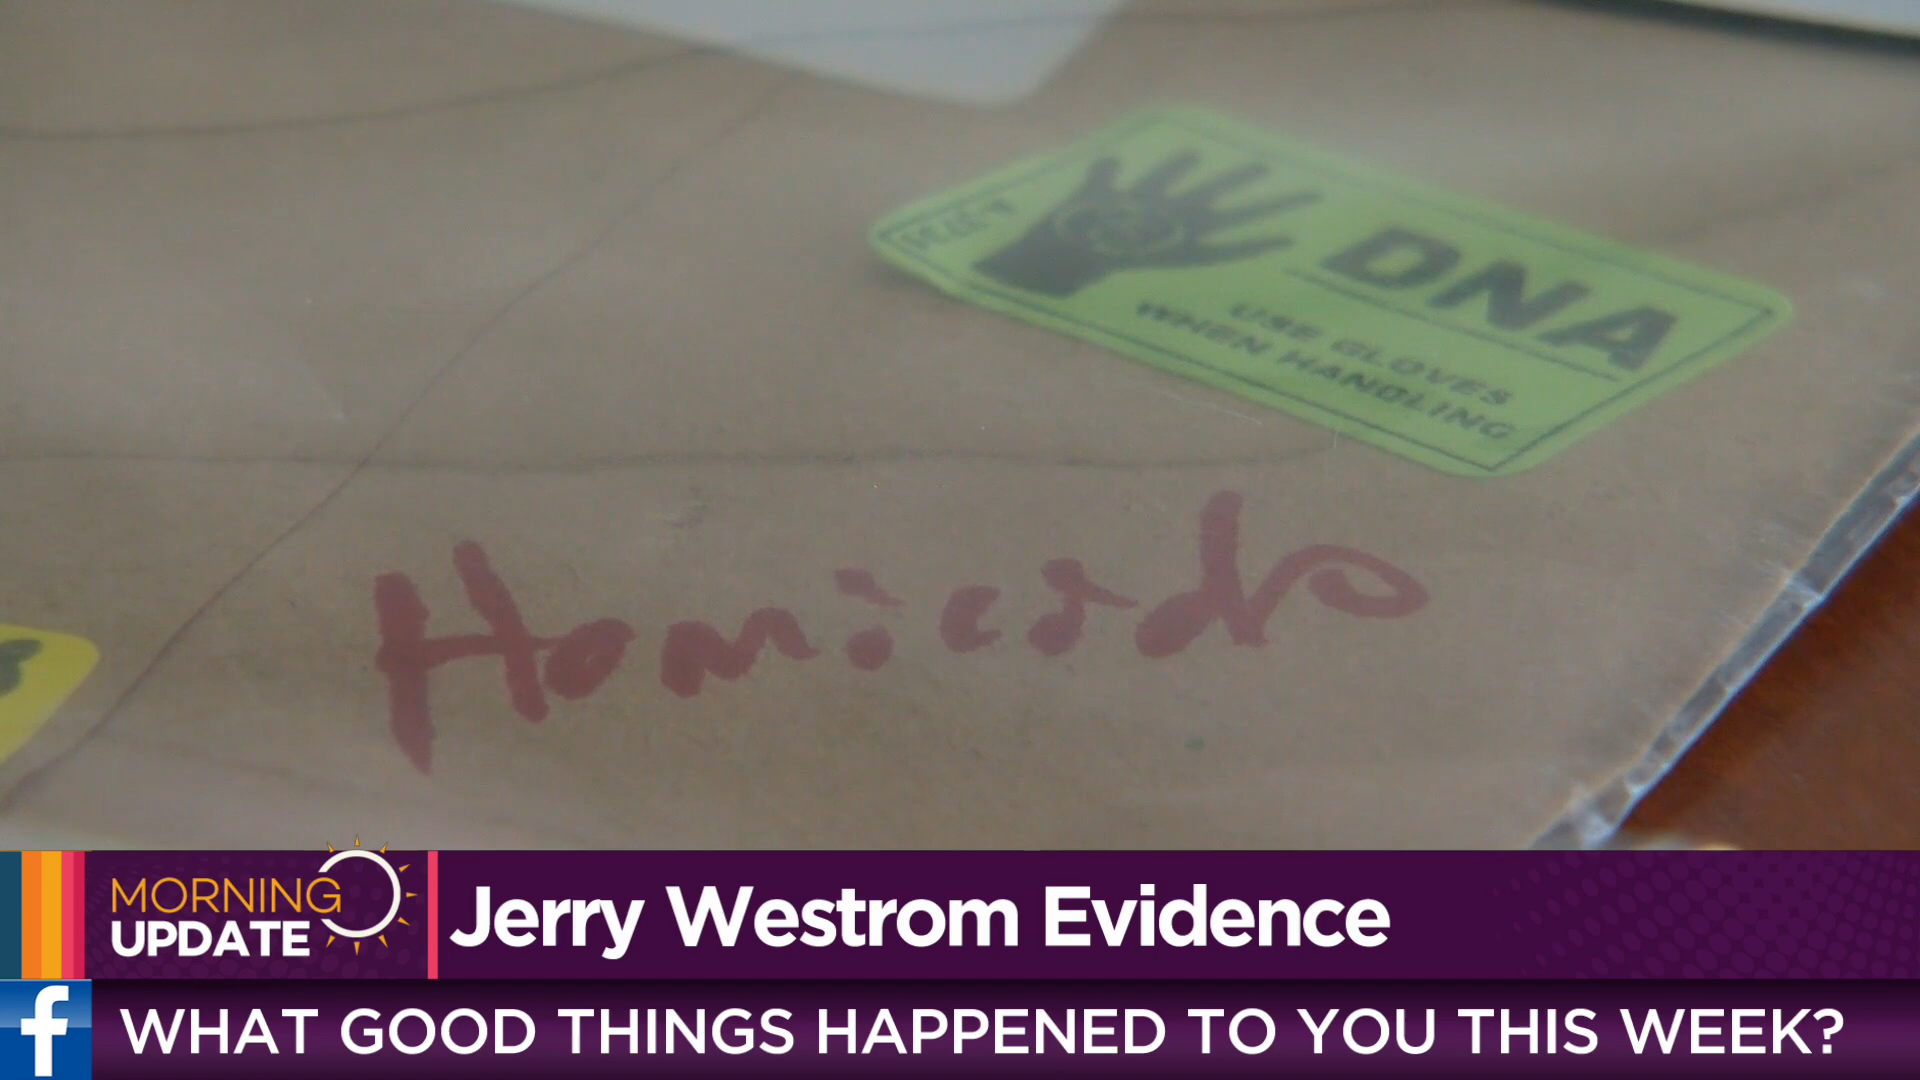 DNA
USE GLOVES
WHEN HANDLING
Homicide
MORNING
UPDATE
Jerry Westrom Evidence
f WHAT GOOD THINGS HAPPENED TO YOU THIS WEEK?